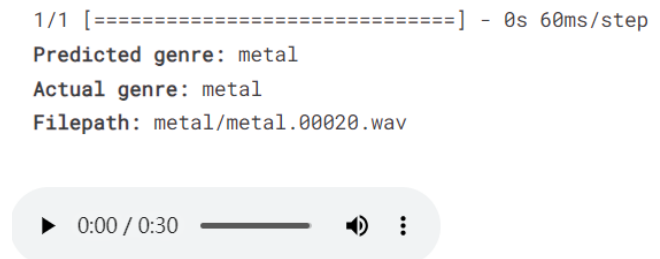 1/1 [==============================] - 0s 60ms/step
Predicted genre: metal
Actual genre: metal
Filepath: metal/metal.00020.wav
0:00 / 0:30